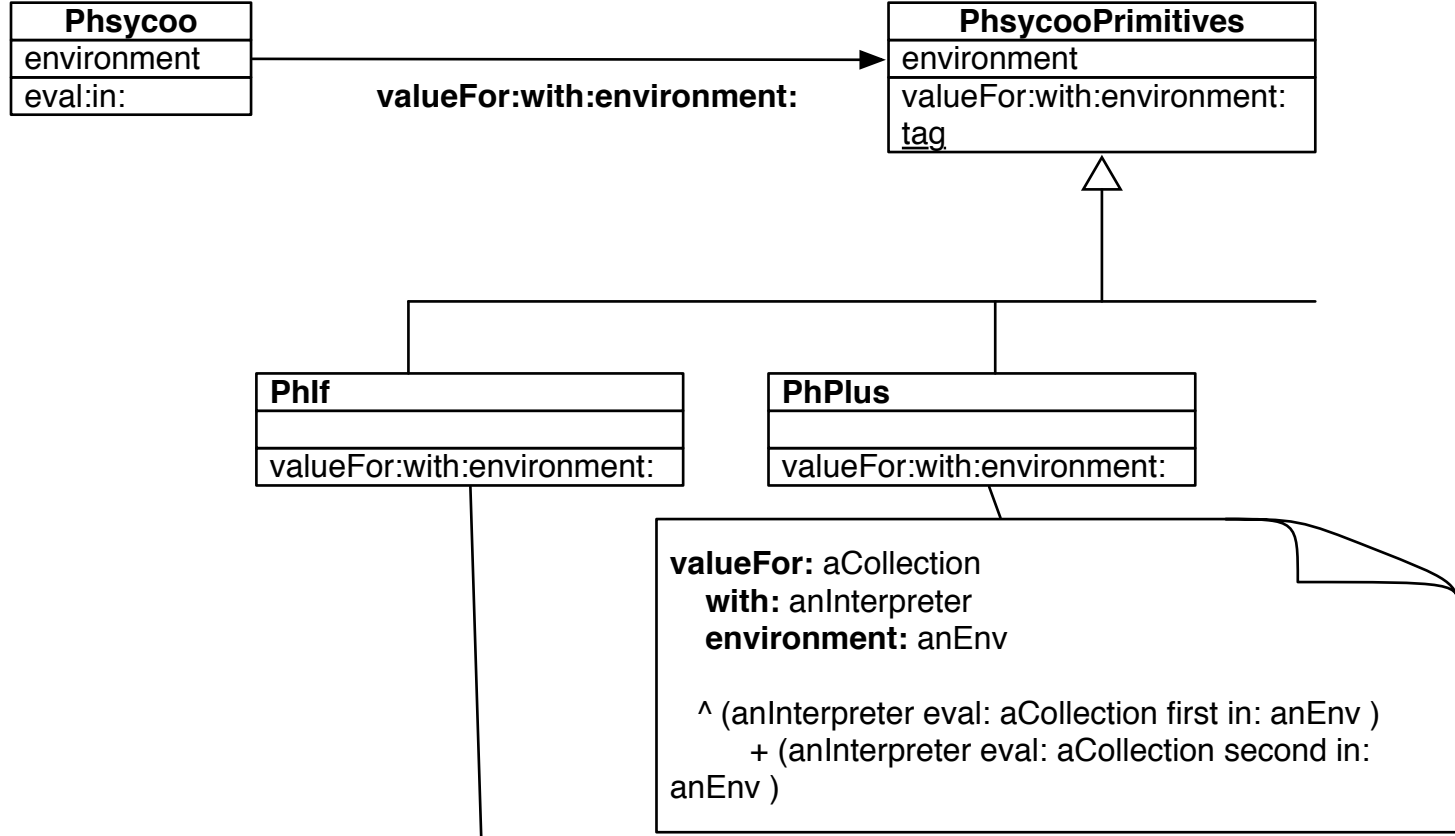 Phsycoo
environment
eval:in:
valueFor:with:environment:
PhsycooPrimitives
environment
valueFor:with:environment:
tag
PhIf
valueFor:with:environment:
PhPlus
valueFor:with:environment:
valueFor: aCollection
with: anInterpreter
environment: anEnv
^ (anInterpreter eval: aCollection first in: anEnv )
+ (anInterpreter eval: aCollection second in:
anEnv )